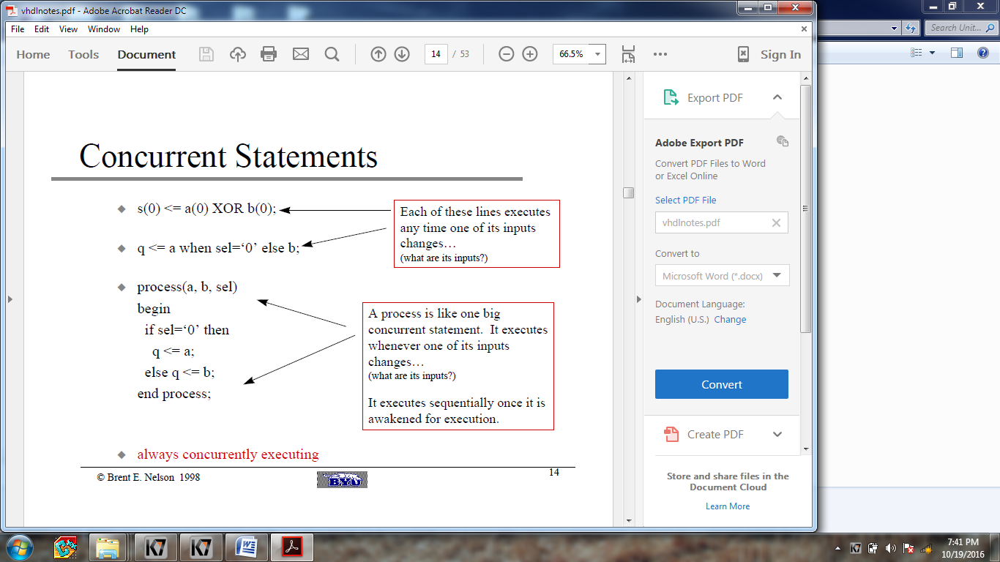 vhdlnotes.pdf - Adobe Acrobat Reader DC
File Edit View Window Help
Search Unit...
Home Tools Document
14 / 53
66.5%
Sign In
Concurrent Statements
s(0) <= a(0) XOR b(0);
q <= a when sel=‘0’ else b;
Each of these lines executes
any time one of its inputs
changes…
(what are its inputs?)
process(a, b, sel)
begin
if sel=‘0’ then
q <= a;
else q <= b;
end process;
A process is like one big
concurrent statement. It executes
whenever one of its inputs
changes…
(what are its inputs?)
It executes sequentially once it is
awakened for execution.
always concurrently executing
© Brent E. Nelson 1998
BYU
14
Export PDF
Adobe Export PDF
Convert PDF Files to Word
or Excel Online
Select PDF File
vhdlnotes.pdf
Convert to
Microsoft Word (*.docx)
Document Language:
English (U.S.) Change
Convert
Create PDF
Store and share files in the
Document Cloud
Learn More
K7
K7
K7
7:41 PM
10/19/2016